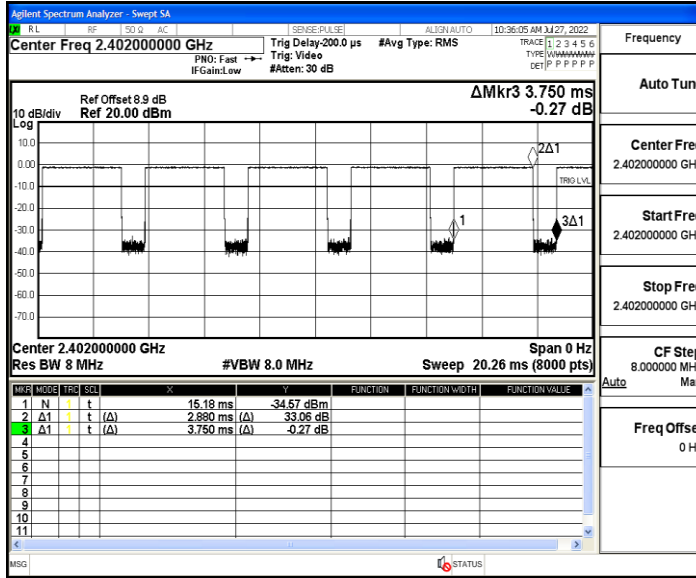 Agilent Spectrum Analyzer - Swept SA
RL RF 50 Ω AC SENSE:PULSE ALIGN AUTO 10:36:05 AM Jul 27, 2022
Center Freq 2.402000000 GHz
PNO: Fast
IFGain:Low
Trig Delay-200.0 µs
Trig: Video
#Atten: 30 dB
#Avg Type: RMS
TRACE 1 2 3 4 5 6
TYPE WWWWWW
DET P P P P P P
Ref Offset 8.9 dB
10 dB/div Ref 20.00 dBm
Log
ΔMkr3 3.750 ms
-0.27 dB
10.0
0.00
-10.0
-20.0
-30.0
-40.0
-50.0
-60.0
-70.0
2Δ1
TRIG LVL
1
3Δ1
Center 2.402000000 GHz Span 0 Hz
Res BW 8 MHz #VBW 8.0 MHz Sweep 20.26 ms (8000 pts)
MKR MODE TRC SCL X Y FUNCTION FUNCTION WIDTH FUNCTION VALUE
1 N 1 t 15.18 ms -34.57 dBm
2 Δ1 1 t (Δ) 2.880 ms (Δ) 33.06 dB
3 Δ1 1 t (Δ) 3.750 ms (Δ) -0.27 dB
4
5
6
7
8
9
10
11
MSG STATUS
Frequency
Auto Tun
Center Fre
2.402000000 GH
Start Fre
2.402000000 GH
Stop Fre
2.402000000 GH
CF Step
8.000000 MH
Auto Ma
Freq Offse
0 H